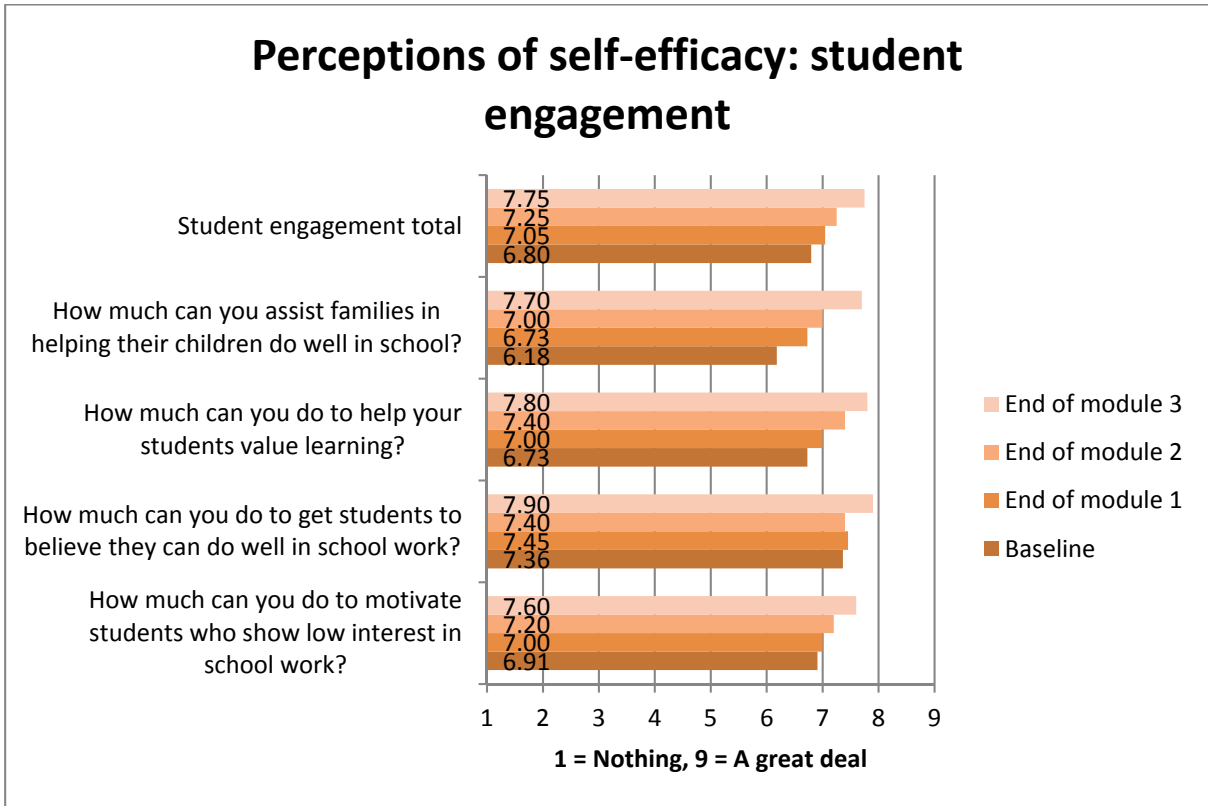 Perceptions of self-efficacy: student
engagement
Student engagement total
7.75
7.25
7.05
6.80
How much can you assist families in
helping their children do well in school?
7.70
7.00
6.73
6.18
How much can you do to help your
students value learning?
7.80
7.40
7.00
6.73
How much can you do to get students to
believe they can do well in school work?
7.90
7.40
7.45
7.36
How much can you do to motivate
students who show low interest in
school work?
7.60
7.20
7.00
6.91
1 2 3 4 5 6 7 8 9
1 = Nothing, 9 = A great deal
End of module 3
End of module 2
End of module 1
Baseline